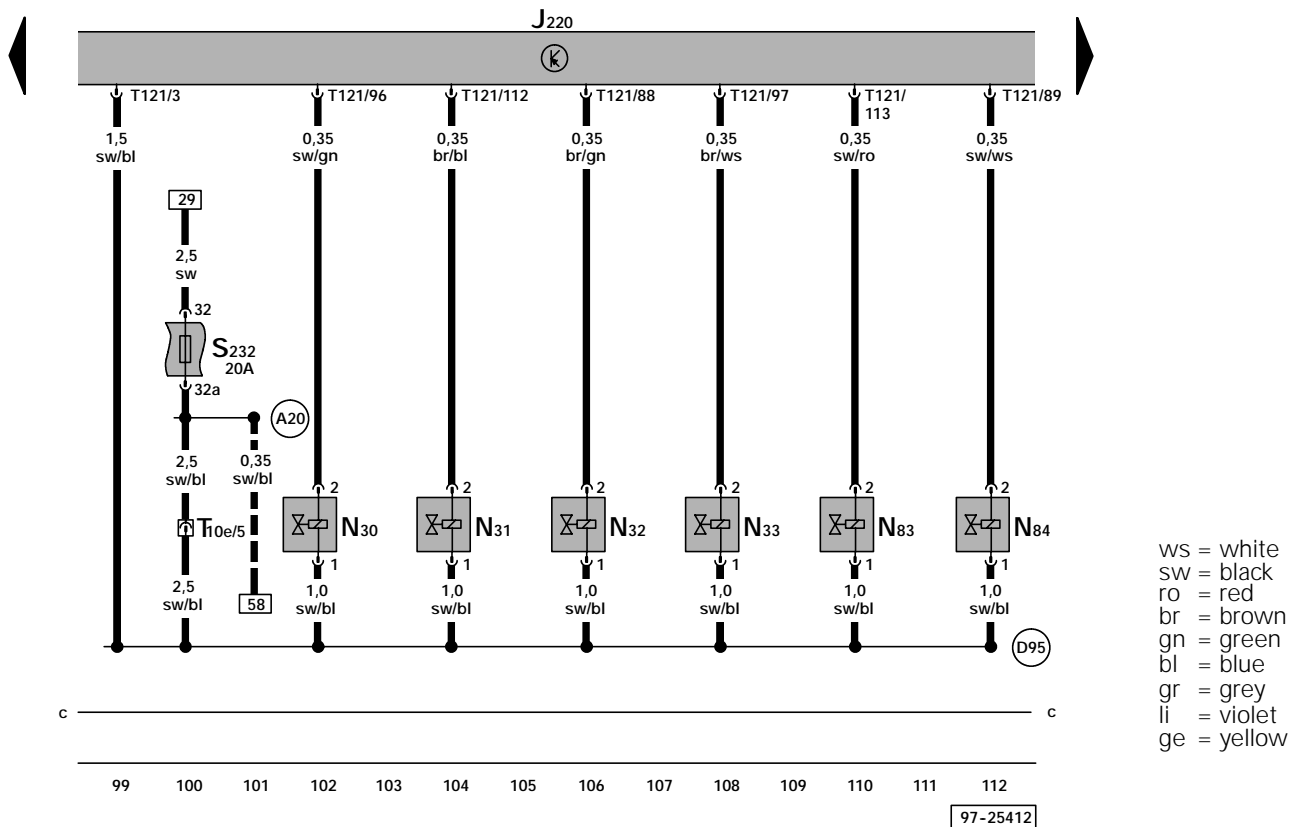 J220
T121/3 T121/96 T121/112 T121/88 T121/97 T121/ T121/89
113
1,5 0,35 0,35 0,35 0,35 0,35 0,35
sw/bl sw/gn br/bl br/gn br/ws sw/ro sw/ws
29
2,5
sw
32
S232
20A
32a
A20
2,5 0,35
sw/bl sw/bl
2 2 2 2 2 2
T10e/5 N30 N31 N32 N33 N83 N84
1 1 1 1 1 1
2,5 1,0 1,0 1,0 1,0 1,0 1,0
sw/bl 58 sw/bl sw/bl sw/bl sw/bl sw/bl sw/bl
D95
c c
99 100 101 102 103 104 105 106 107 108 109 110 111 112
97-25412
ws = white
sw = black
ro = red
br = brown
gn = green
bl = blue
gr = grey
li = violet
ge = yellow